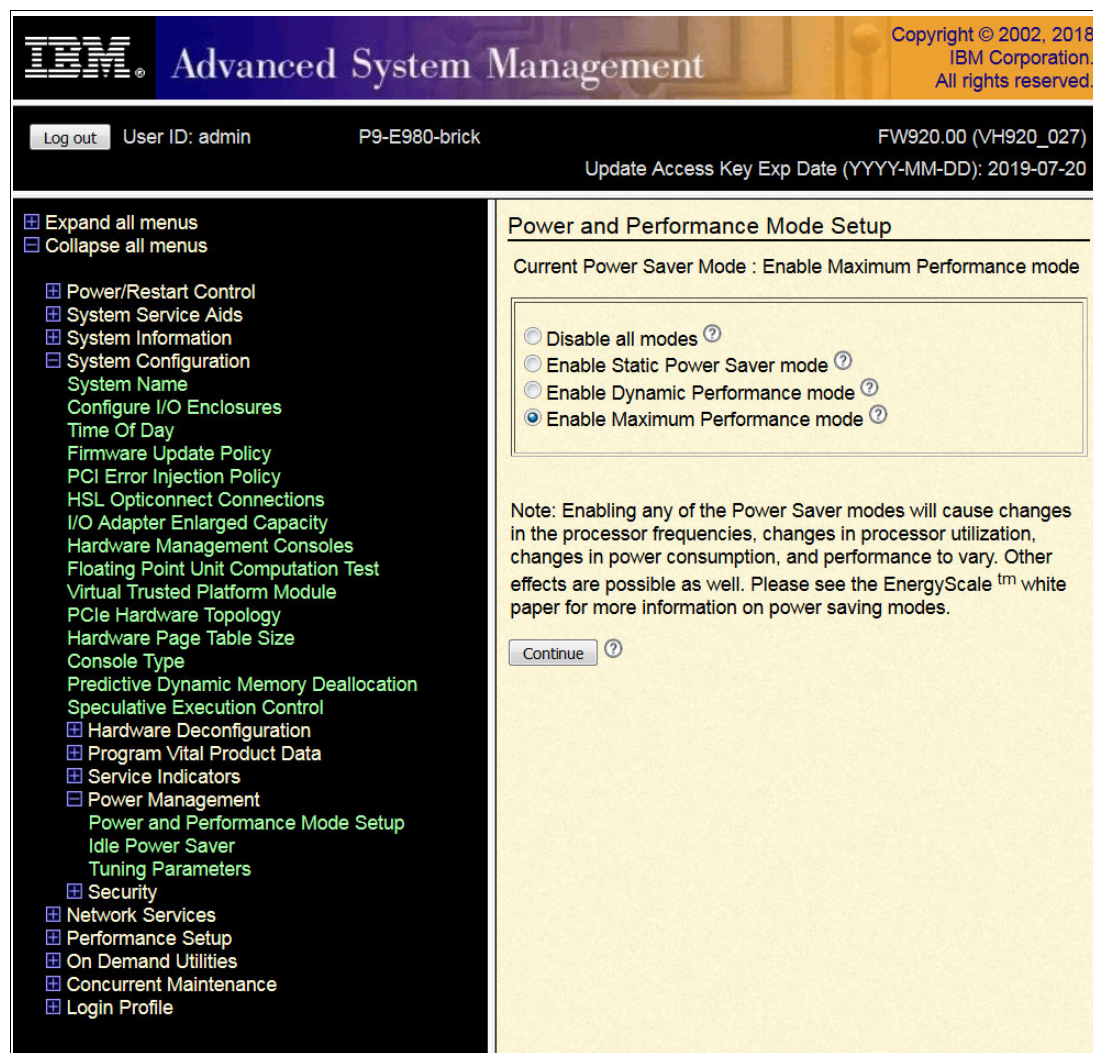 IBM® Advanced System Management
Copyright © 2002, 2018
IBM Corporation.
All rights reserved.
Log out User ID: admin P9-E980-brick FW920.00 (VH920_027)
Update Access Key Exp Date (YYYY-MM-DD): 2019-07-20
Expand all menus
Collapse all menus
Power/Restart Control
System Service Aids
System Information
System Configuration
System Name
Configure I/O Enclosures
Time Of Day
Firmware Update Policy
PCI Error Injection Policy
HSL Opticonnect Connections
I/O Adapter Enlarged Capacity
Hardware Management Consoles
Floating Point Unit Computation Test
Virtual Trusted Platform Module
PCIe Hardware Topology
Hardware Page Table Size
Console Type
Predictive Dynamic Memory Deallocation
Speculative Execution Control
Hardware Deconfiguration
Program Vital Product Data
Service Indicators
Power Management
Power and Performance Mode Setup
Idle Power Saver
Tuning Parameters
Security
Network Services
Performance Setup
On Demand Utilities
Concurrent Maintenance
Login Profile
Power and Performance Mode Setup
Current Power Saver Mode : Enable Maximum Performance mode
Disable all modes ?
Enable Static Power Saver mode ?
Enable Dynamic Performance mode ?
Enable Maximum Performance mode ?
Note: Enabling any of the Power Saver modes will cause changes
in the processor frequencies, changes in processor utilization,
changes in power consumption, and performance to vary. Other
effects are possible as well. Please see the EnergyScale tm white
paper for more information on power saving modes.
Continue ?